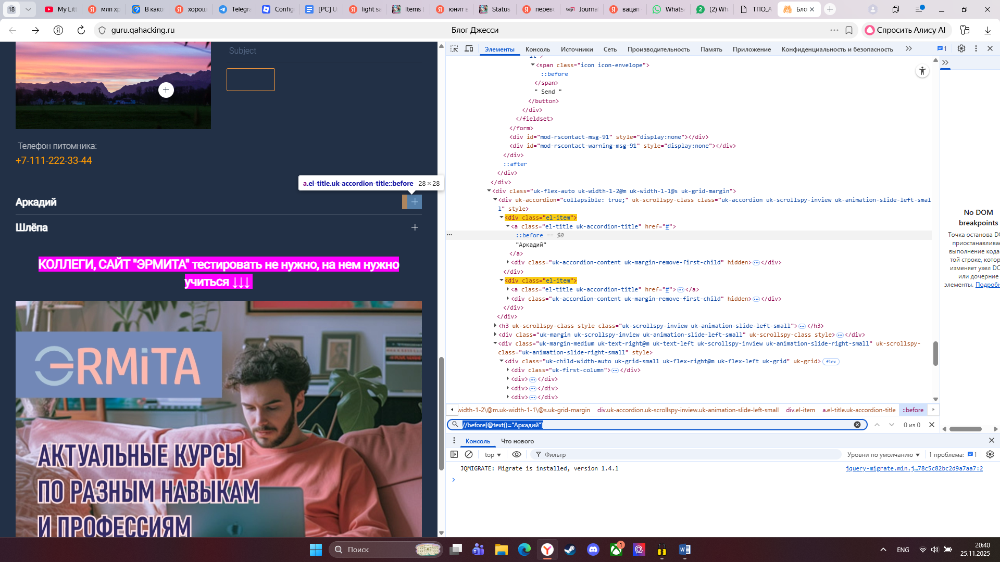 18
My Litt
млп хр
В како
хорош
Telegra
Config
[PC] U
light sa
Items
юнит в
Status
перево
Journa
вацап
Whats
(2) Wh
ТПО_А
Бло
guru.qahacking.ru
Блог Джесси
Спросить Алису AI
Subject
Телефон питомника:
+7-111-222-33-44
a.el-title.uk-accordion-title::before 28 × 28
Аркадий
Шлёпа
КОЛЛЕГИ, САЙТ "ЭРМИТА" тестировать не нужно, на нем нужно
учиться ↓↓↓
ЭRMiTA
АКТУАЛЬНЫЕ КУРСЫ
ПО РАЗНЫМ НАВЫКАМ
И ПРОФЕССИЯМ
Элементы Консоль Источники Сеть Производительность Память Приложение Конфиденциальность и безопасность 1
it">
<span class="icon icon-envelope">
::before
</span>
" Send "
</button>
</div>
</fieldset>
</form>
<div id="mod-rscontact-msg-91" style="display:none"></div>
<div id="mod-rscontact-warning-msg-91" style="display:none"></div>
</div>
::after
</div>
</div>
<div class="uk-flex-auto uk-width-1-2@m uk-width-1-1@s uk-grid-margin">
<div uk-accordion="collapsible: true;" uk-scrollspy-class class="uk-accordion uk-scrollspy-inview uk-animation-slide-left-smal
l" style>
<div class="el-item">
<a class="el-title uk-accordion-title" href="#">
::before == $0
"Аркадий"
</a>
<div class="uk-accordion-content uk-margin-remove-first-child" hidden>…</div>
</div>
<div class="el-item">
<a class="el-title uk-accordion-title" href="#">…</a>
<div class="uk-accordion-content uk-margin-remove-first-child" hidden>…</div>
</div>
</div>
<h3 uk-scrollspy-class style class="uk-scrollspy-inview uk-animation-slide-left-small">…</h3>
<div class="uk-margin uk-scrollspy-inview uk-animation-slide-left-small" uk-scrollspy-class style>…</div>
<div class="uk-margin-medium uk-text-right@m uk-text-left uk-scrollspy-inview uk-animation-slide-right-small" uk-scrollspy-
class="uk-animation-slide-right-small" style>
<div class="uk-child-width-auto uk-grid-small uk-flex-right@m uk-flex-left uk-grid" uk-grid> flex
<div class="uk-first-column">…</div>
<div>…</div>
<div>…</div>
<div>…</div>
width-1-2\@m.uk-width-1-1\@s.uk-grid-margin div.uk-accordion.uk-scrollspy-inview.uk-animation-slide-left-small div.el-item a.el-title.uk-accordion-title ::before
//before[@text()="Аркадий"]
0 из 0
No DOM
breakpoints
Точка останова DO
приостанавливае
выполнение кода
той строке, котор
изменяет узел DO
или дочерние
элементы. Подробн
Консоль Что нового
top Фильтр Уровни по умолчанию 1 проблема: 1
JQMIGRATE: Migrate is installed, version 1.4.1 jquery-migrate.min.j…78c5c82bc2d9a7aa7:2
Поиск
1
ENG
20:40
25.11.2025